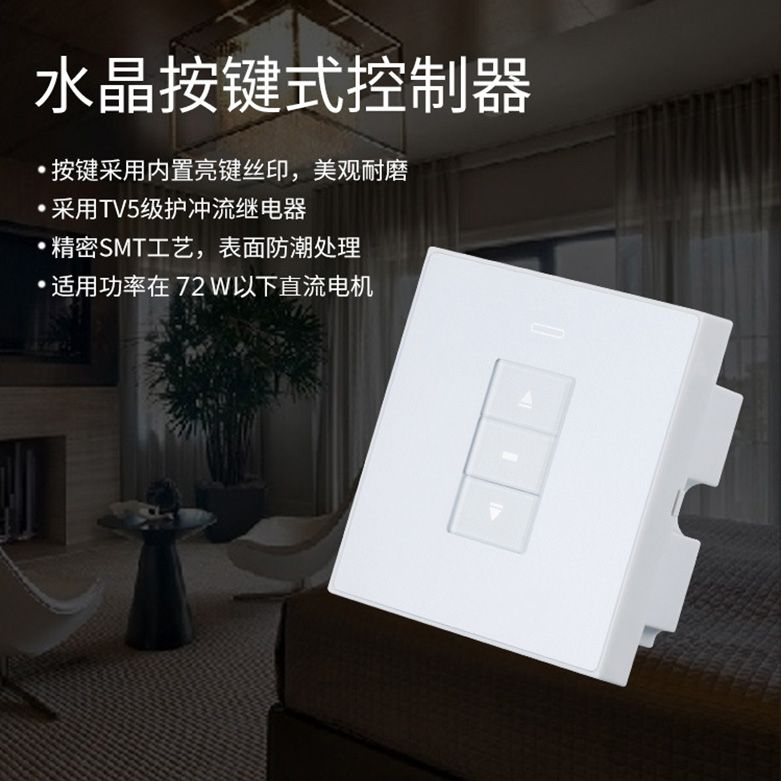 水晶按键式控制器
•按键采用内置亮键丝印，美观耐磨
•采用TV5级护冲流继电器
•精密SMT工艺，表面防潮处理
•适用功率在 72 W以下直流电机